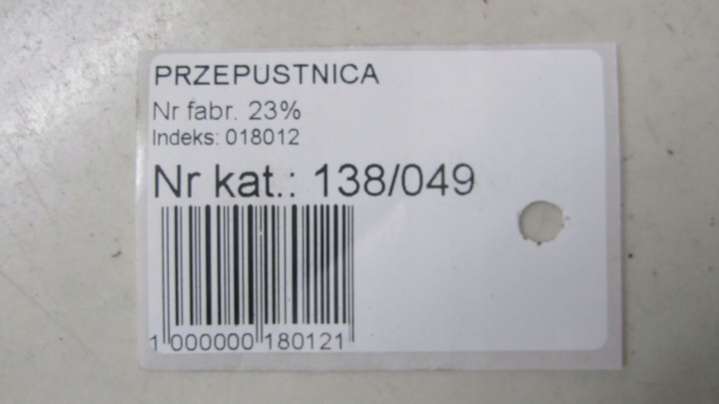 PRZEPUSTNICA
Nr fabr. 23%
Indeks: 018012
Nr kat.: 138/049
1 000000 180121